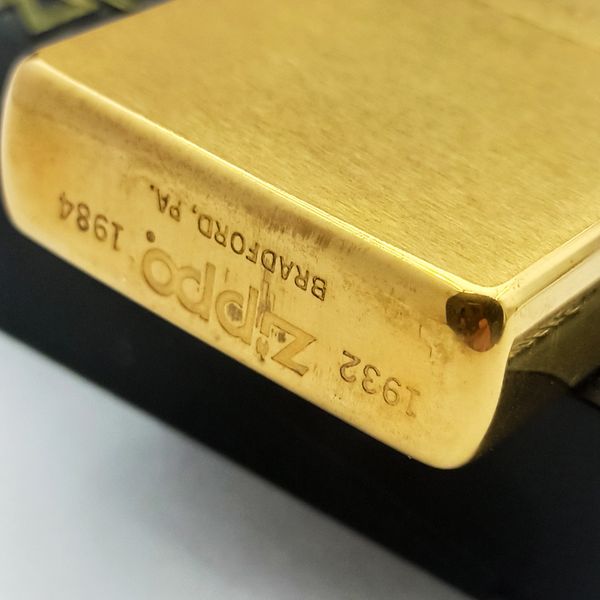 1932 Zippo ® 1984
BRADFORD, PA.